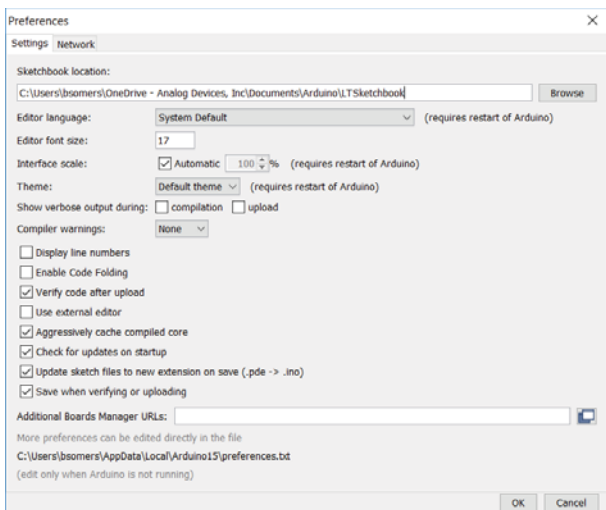 Preferences
Settings Network
Sketchbook location:
C:\Users\bsomers\OneDrive - Analog Devices, Inc\Documents\Arduino\LTSketchbook Browse
Editor language: System Default (requires restart of Arduino)
Editor font size: 17
Interface scale: Automatic 100 % (requires restart of Arduino)
Theme: Default theme (requires restart of Arduino)
Show verbose output during: compilation upload
Compiler warnings: None
Display line numbers
Enable Code Folding
Verify code after upload
Use external editor
Aggressively cache compiled core
Check for updates on startup
Update sketch files to new extension on save (.pde -> .ino)
Save when verifying or uploading
Additional Boards Manager URLs:
More preferences can be edited directly in the file
C:\Users\bsomers\AppData\Local\Arduino15\preferences.txt
(edit only when Arduino is not running)
OK Cancel